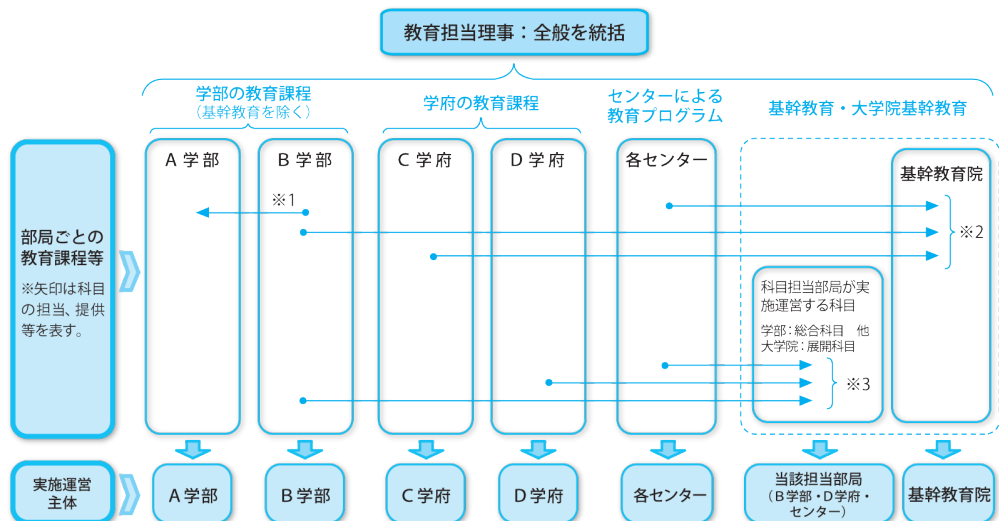 教育担当理事：全般を統括
学部の教育課程
（基幹教育を除く）
学府の教育課程
センターによる
教育プログラム
基幹教育・大学院基幹教育
部局ごとの
教育課程等
※矢印は科目
の担当、提供
等を表す。
A 学部
B 学部
C 学府
D 学府
各センター
基幹教育院
※1
※2
科目担当部局が実
施運営する科目
学部：総合科目　他
大学院：展開科目
※3
実施運営
主体
A学部
B学部
C学府
D学府
各センター
当該担当部局
（B学部・D学府・
センター）
基幹教育院